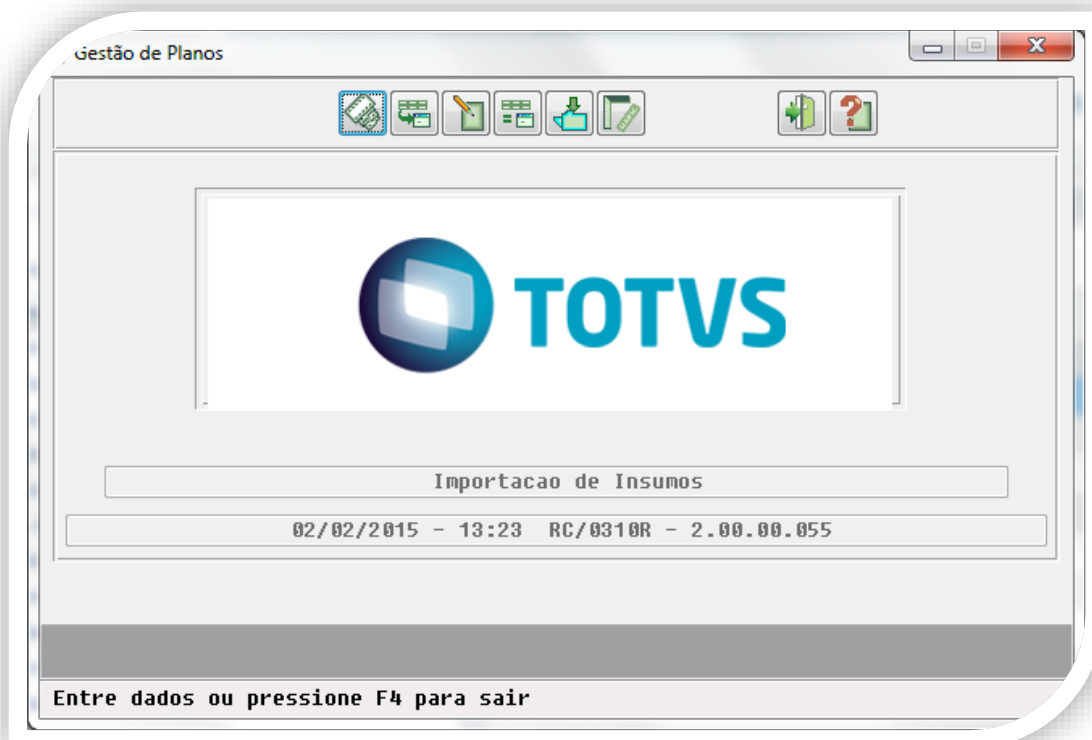 Gestão de Planos
TOTVS
Importacao de Insumos
02/02/2015 - 13:23 RC/0310R - 2.00.00.055
Entre dados ou pressione F4 para sair